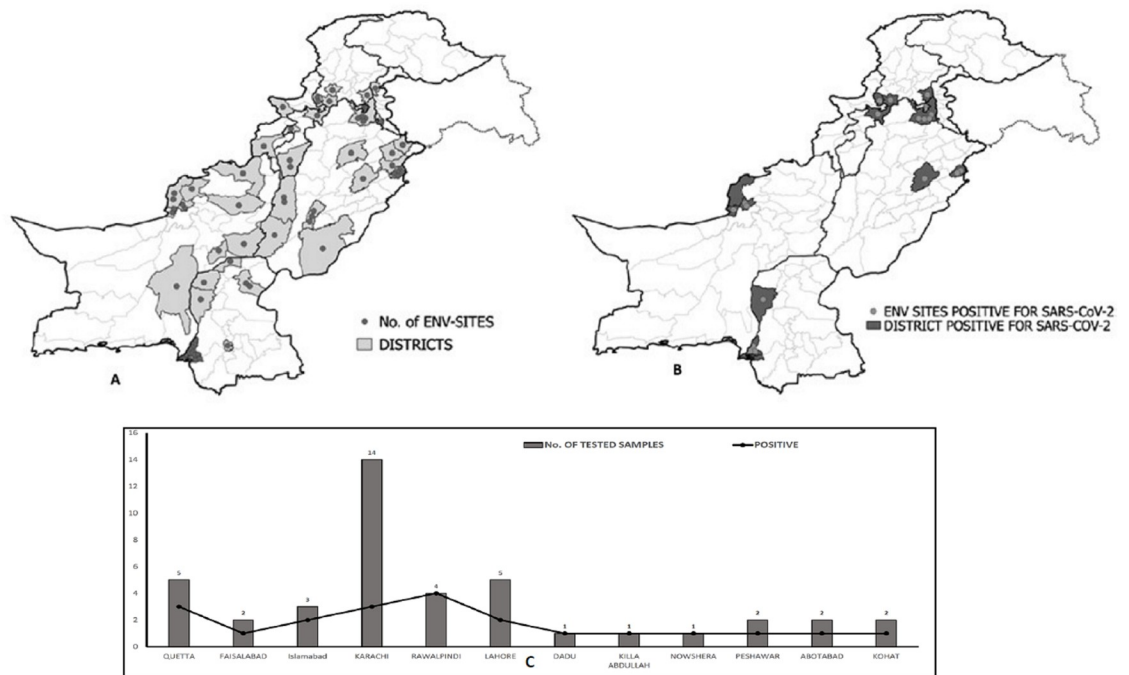 No. of ENV-SITES
DISTRICTS
A
ENV SITES POSITIVE FOR SARS-CoV-2
DISTRICT POSITIVE FOR SARS-COV-2
B
No. OF TESTED SAMPLES
POSITIVE
16
14
12
10
8
6
4
2
0
5
2
3
14
4
5
1
1
1
2
2
2
QUETTA
FAISALABAD
Islamabad
KARACHI
RAWALPINDI
LAHORE
DADU
KILLA
ABDULLAH
NOWSHERA
PESHAWAR
ABOTABAD
KOHAT
C